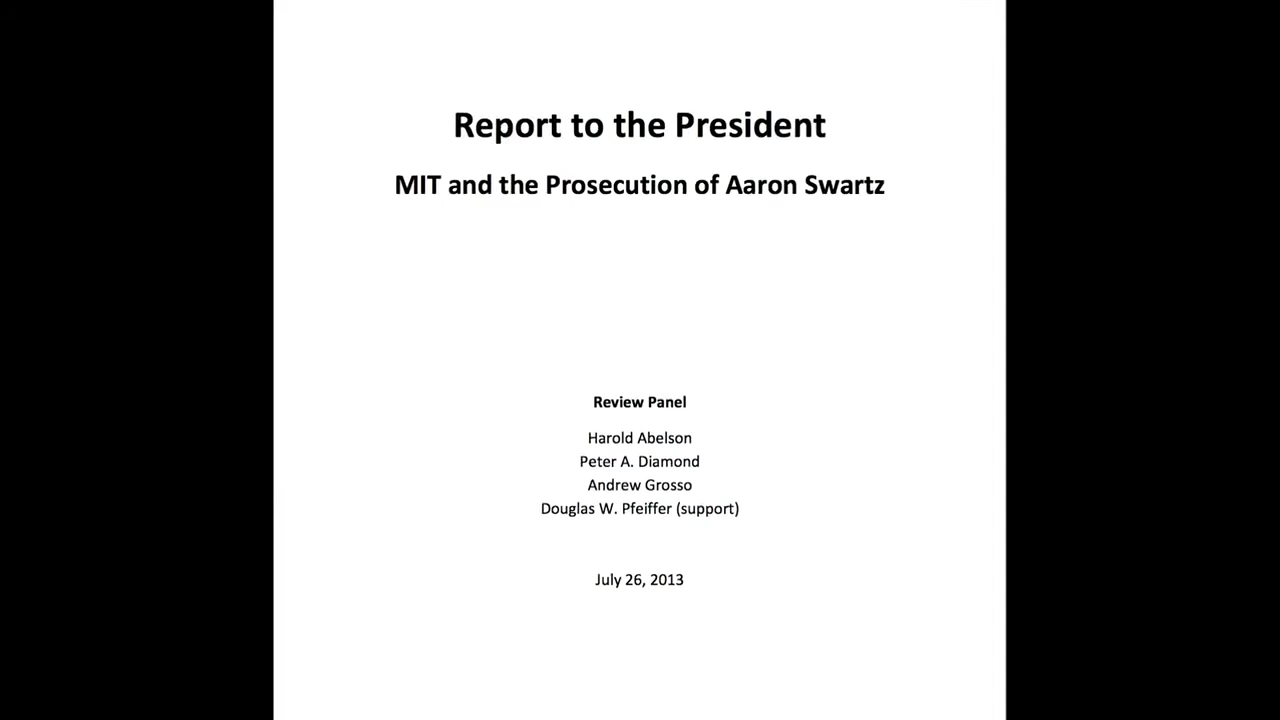 Report to the President
MIT and the Prosecution of Aaron Swartz
Review Panel
Harold Abelson
Peter A. Diamond
Andrew Grosso
Douglas W. Pfeiffer (support)
July 26, 2013